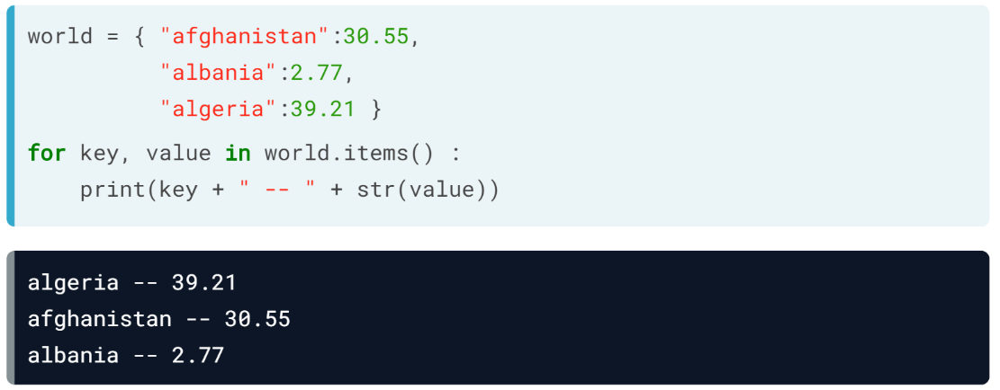 world = { "afghanistan":30.55,
          "albania":2.77,
          "algeria":39.21 }
for key, value in world.items() :
    print(key + " -- " + str(value))
algeria -- 39.21
afghanistan -- 30.55
albania -- 2.77